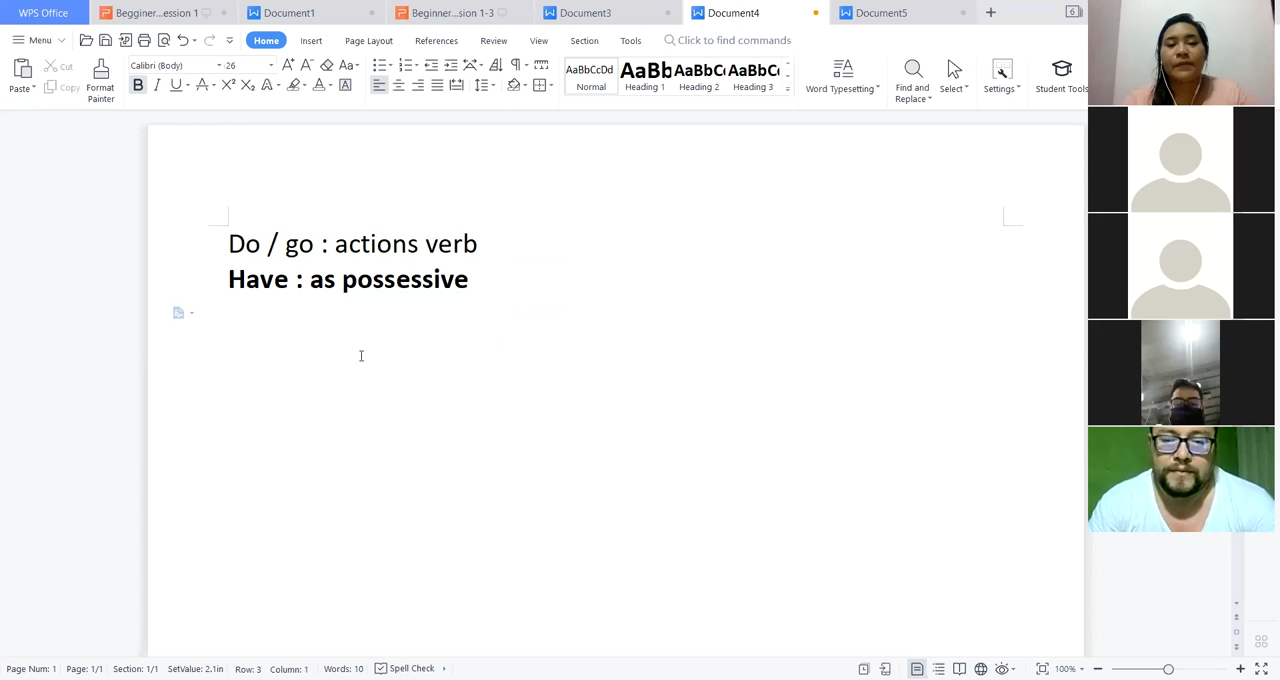 WPS Office
Begginer...ession 1
Document1
Beginner...sion 1-3
Document3
Document4
Document5
6
Menu
Home
Insert
Page Layout
References
Review
View
Section
Tools
Click to find commands
Paste
Cut
Copy
Format
Painter
Calibri (Body)
26
AaBbCcDd
Normal
AaBb
Heading 1
AaBbC
Heading 2
AaBbC
Heading 3
Word Typesetting
Find and
Replace
Select
Settings
Student Tools
Do / go : actions verb
Have : as possessive
Page Num: 1
Page: 1/1
Section: 1/1
SetValue: 2.1in
Row: 3
Column: 1
Words: 10
Spell Check
100%